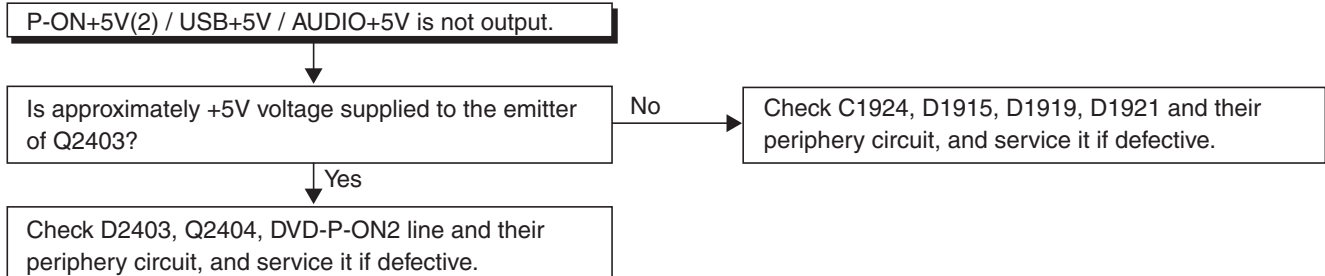 P-ON+5V(2) / USB+5V / AUDIO+5V is not output.
Is approximately +5V voltage supplied to the emitter
of Q2403?
No
Check C1924, D1915, D1919, D1921 and their
periphery circuit, and service it if defective.
Yes
Check D2403, Q2404, DVD-P-ON2 line and their
periphery circuit, and service it if defective.